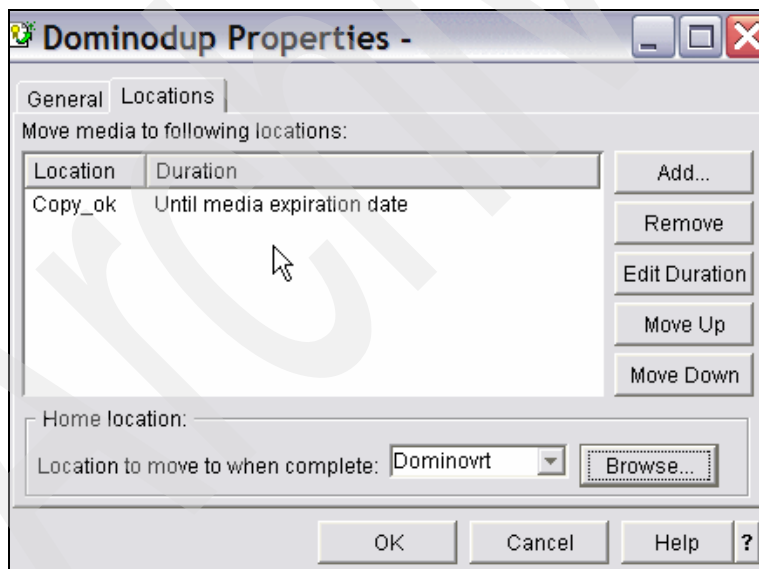 Dominodup Properties -
General Locations
Move media to following locations:
Location Duration Add...
Copy_ok Until media expiration date
Remove
Edit Duration
Move Up
Move Down
Home location:
Location to move to when complete: Dominovrt Browse...
OK Cancel Help ?